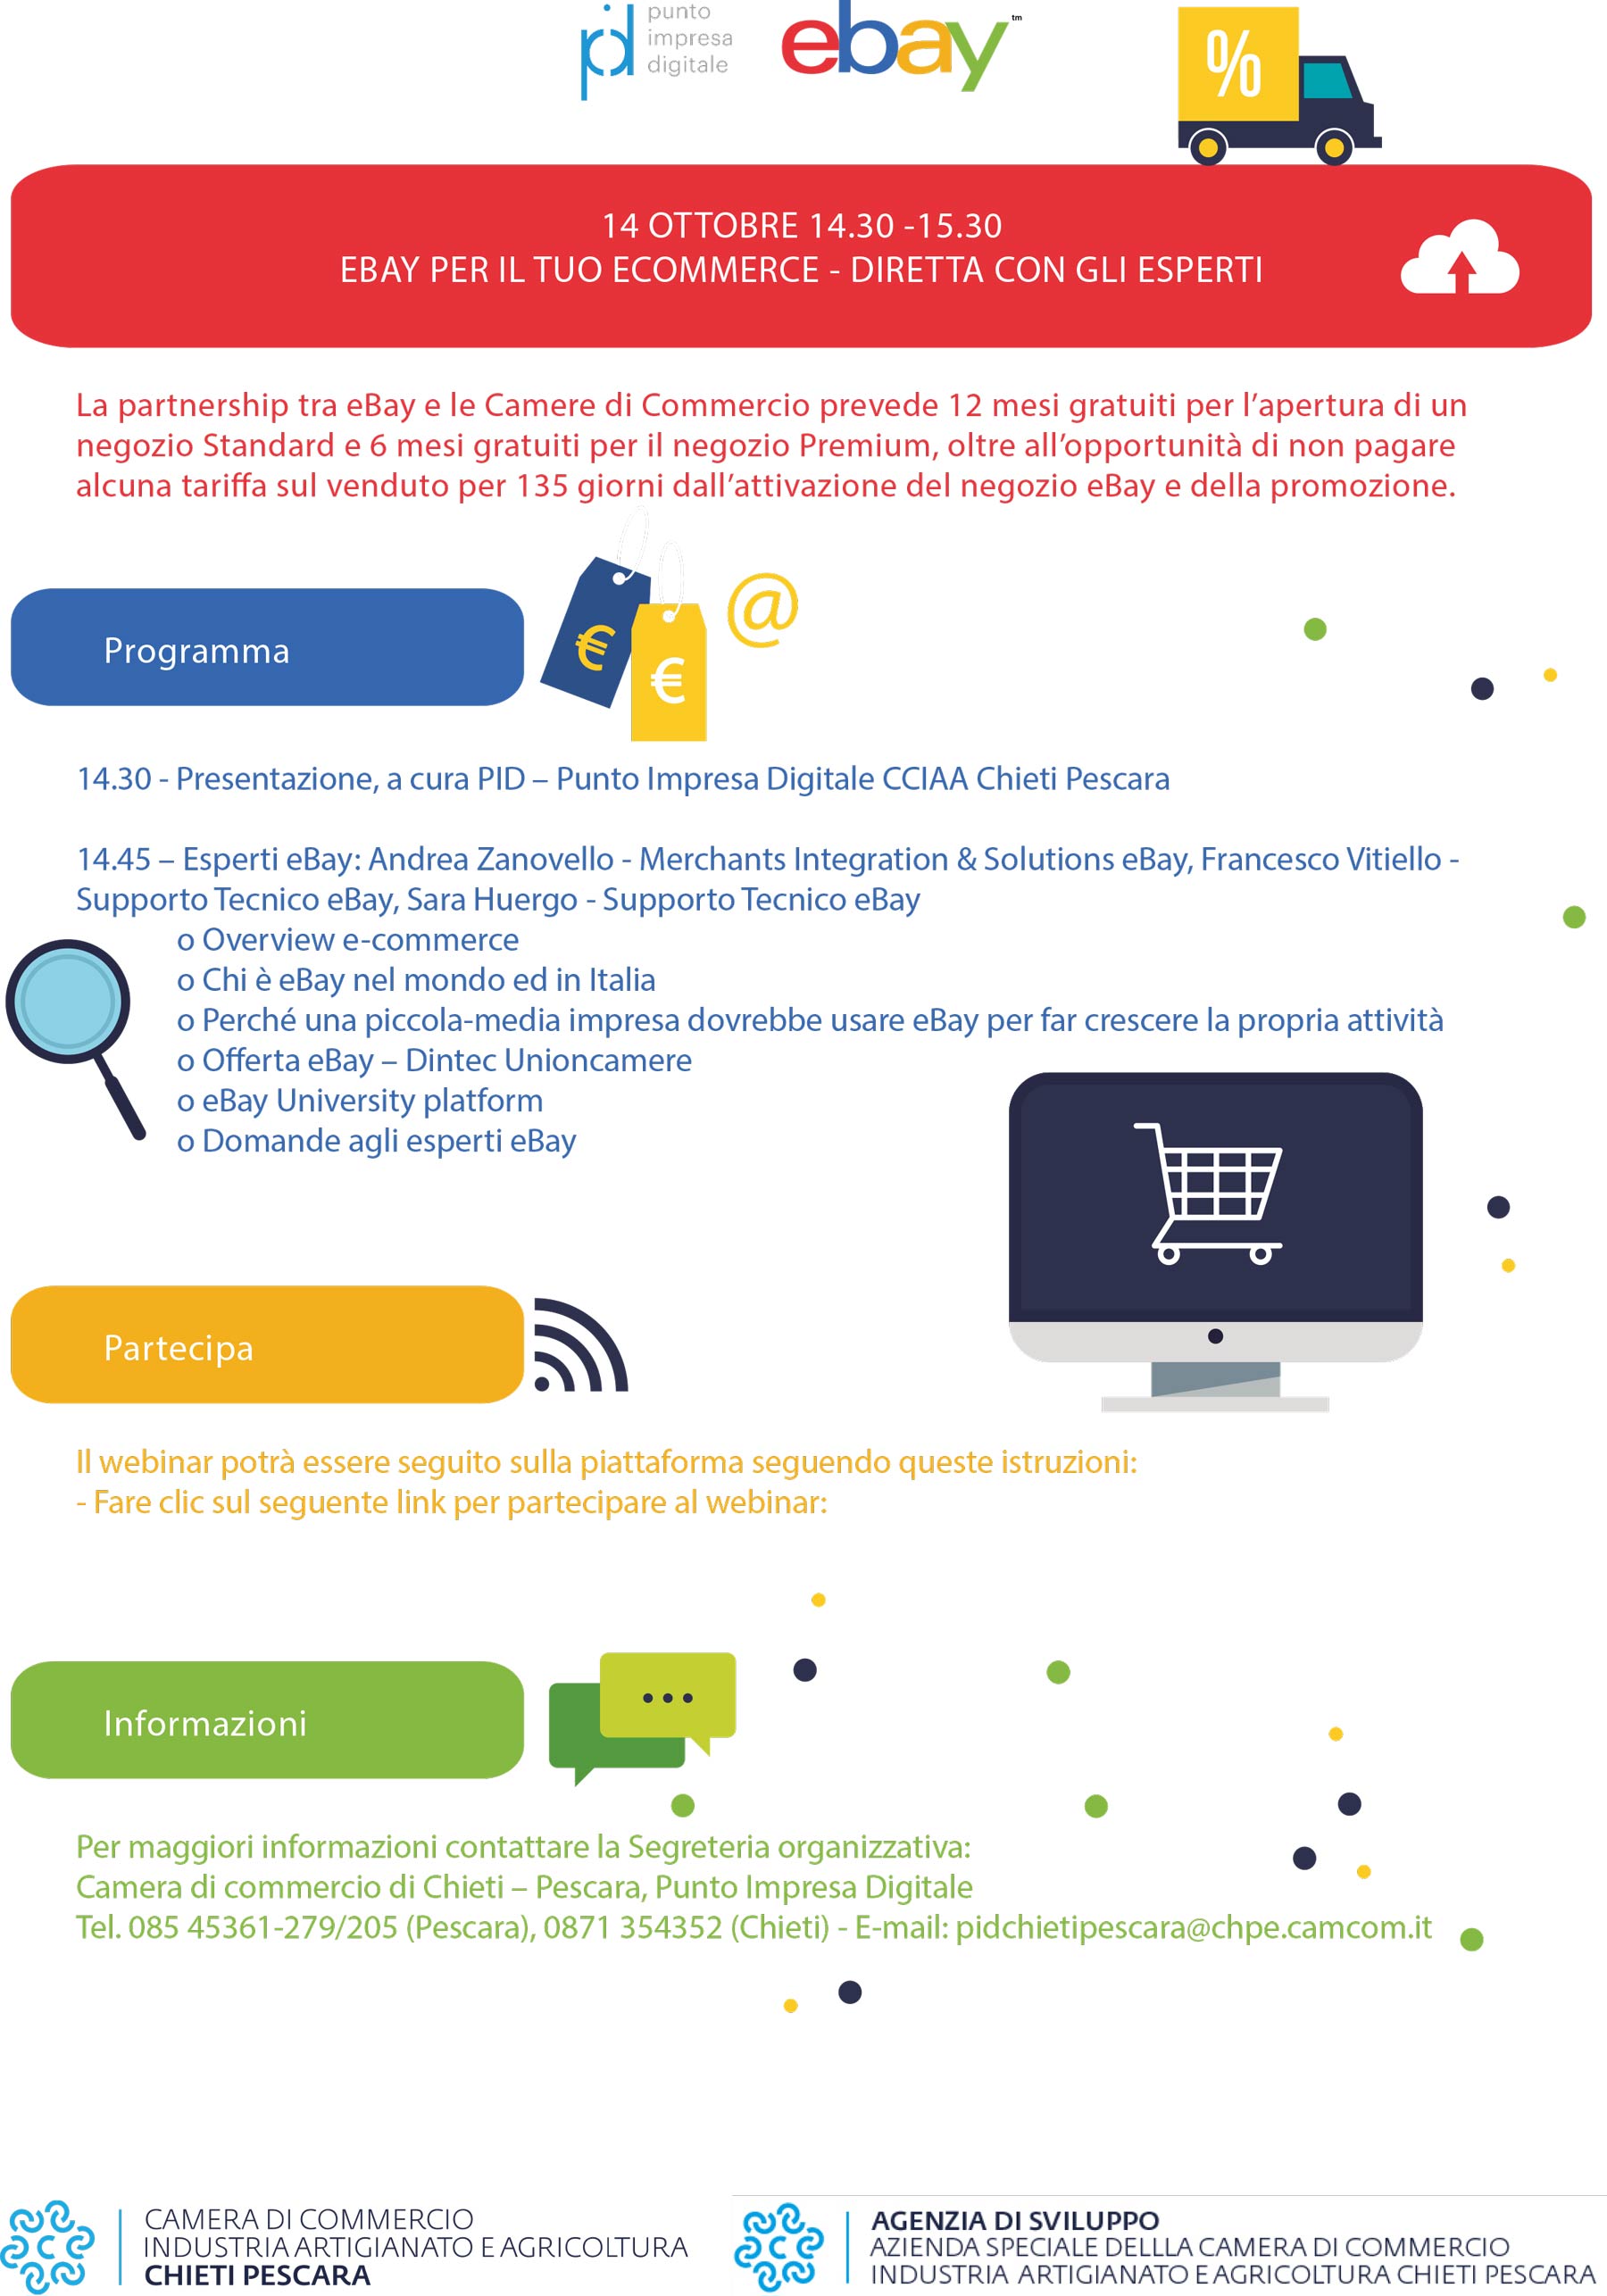 punto
impresa
digitale
ebay™
%
14 OTTOBRE 14.30 -15.30
EBAY PER IL TUO ECOMMERCE - DIRETTA CON GLI ESPERTI
La partnership tra eBay e le Camere di Commercio prevede 12 mesi gratuiti per l’apertura di un
negozio Standard e 6 mesi gratuiti per il negozio Premium, oltre all’opportunità di non pagare
alcuna tariffa sul venduto per 135 giorni dall’attivazione del negozio eBay e della promozione.
Programma
€
€
@
14.30 - Presentazione, a cura PID – Punto Impresa Digitale CCIAA Chieti Pescara
14.45 – Esperti eBay: Andrea Zanovello - Merchants Integration & Solutions eBay, Francesco Vitiello -
Supporto Tecnico eBay, Sara Huergo - Supporto Tecnico eBay
o Overview e-commerce
o Chi è eBay nel mondo ed in Italia
o Perché una piccola-media impresa dovrebbe usare eBay per far crescere la propria attività
o Offerta eBay – Dintec Unioncamere
o eBay University platform
o Domande agli esperti eBay
Partecipa
Il webinar potrà essere seguito sulla piattaforma seguendo queste istruzioni:
- Fare clic sul seguente link per partecipare al webinar:
Informazioni
Per maggiori informazioni contattare la Segreteria organizzativa:
Camera di commercio di Chieti – Pescara, Punto Impresa Digitale
Tel. 085 45361-279/205 (Pescara), 0871 354352 (Chieti) - E-mail: pidchietipescara@chpe.camcom.it
CAMERA DI COMMERCIO
INDUSTRIA ARTIGIANATO E AGRICOLTURA
CHIETI PESCARA
AGENZIA DI SVILUPPO
AZIENDA SPECIALE DELLLA CAMERA DI COMMERCIO
INDUSTRIA ARTIGIANATO E AGRICOLTURA CHIETI PESCARA